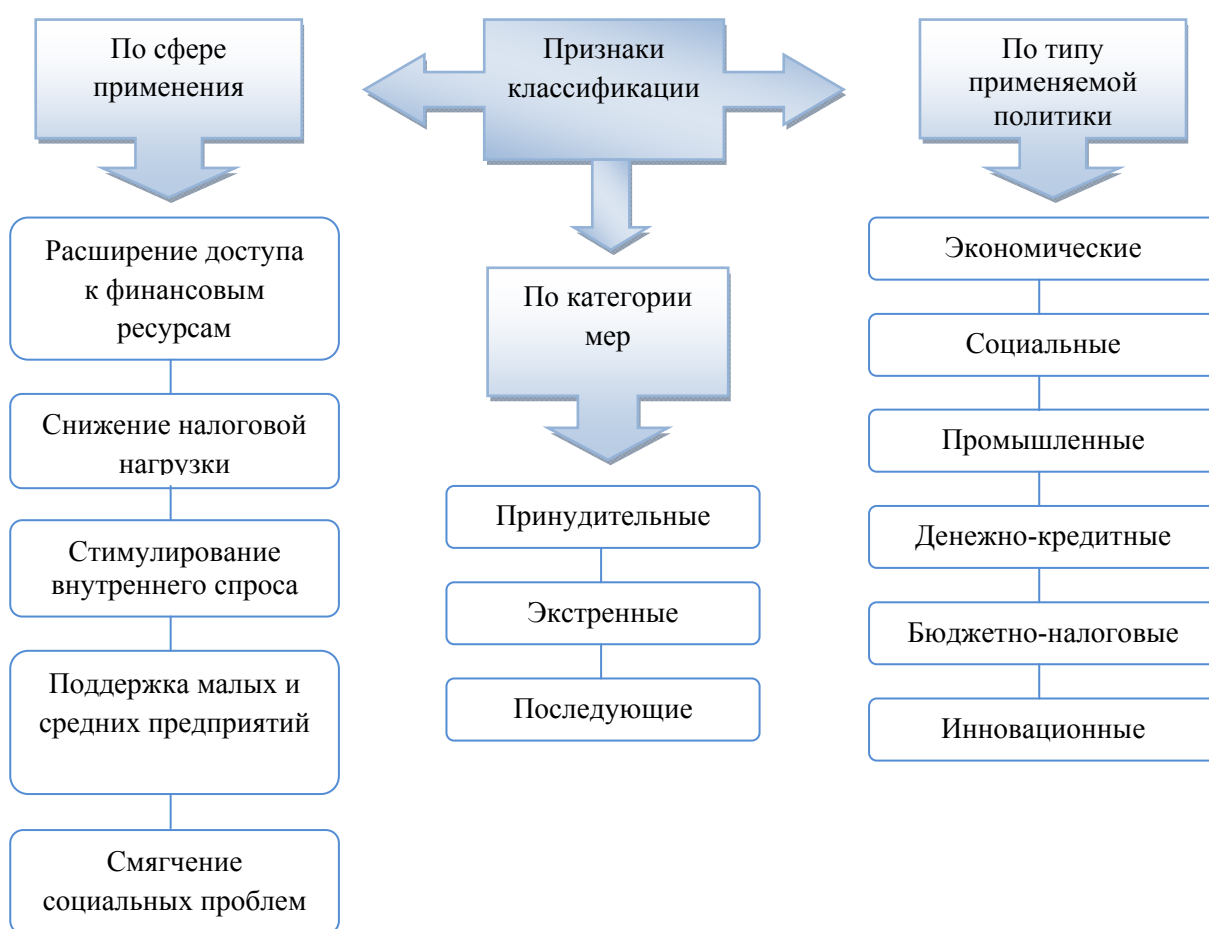 По сфере
применения
Признаки
классификации
По типу
применяемой
политики
Расширение доступа
к финансовым
ресурсам
Снижение налоговой
нагрузки
Стимулирование
внутреннего спроса
Поддержка малых и
средних предприятий
Смягчение
социальных проблем
По категории
мер
Принудительные
Экстренные
Последующие
Экономические
Социальные
Промышленные
Денежно-кредитные
Бюджетно-налоговые
Инновационные